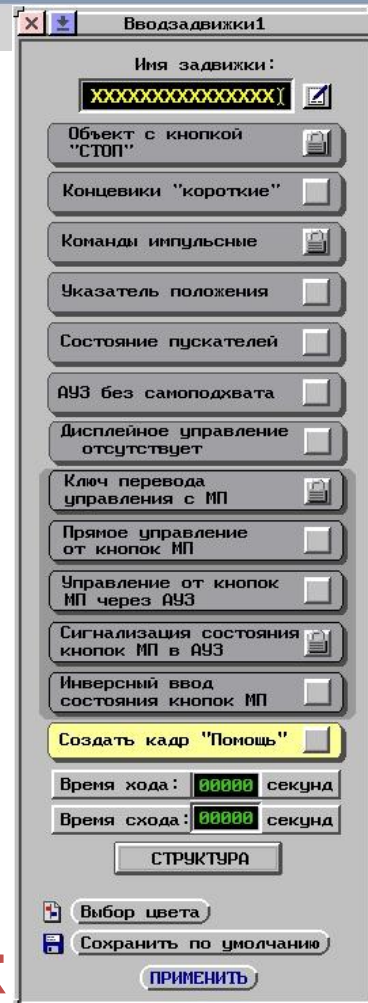 Вводзадвижки1
Имя задвижки:
XXXXXXXXXXXXXXX
Объект с кнопкой
"СТОП"
Концевики "короткие"
Команды импульсные
Указатель положения
Состояние пускателей
АУЗ без самоподхвата
Дисплейное управление
отсутствует
Ключ перевода
управления с МП
Прямое управление
от кнопок МП
Управление от кнопок
МП через АУЗ
Сигнализация состояния
кнопок МП в АУЗ
Инверсный ввод
состояния кнопок МП
Создать кадр "Помощь"
Время хода: 00000 секунд
Время схода: 00000 секунд
СТРУКТУРА
Выбор цвета
Сохранить по умолчанию
ПРИМЕНИТЬ